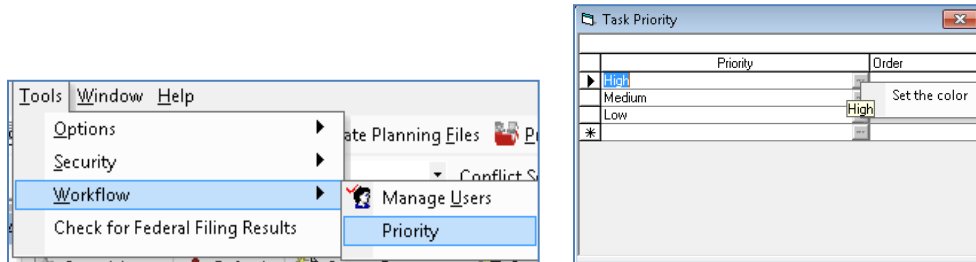 Tools Window Help
Options
ate Planning Files
Security
Conflict
Workflow
Manage Users
Check for Federal Filing Results
Priority
Task Priority
Priority Order
High
Set the color
Medium
High
Low